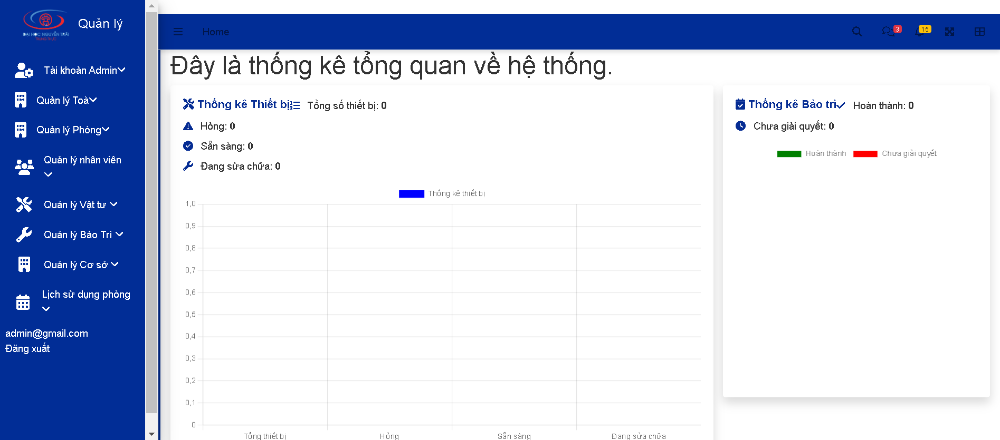 ĐẠI HỌC NGUYỄN TRÃI
TRUNG THỰC
Quản lý
Tài khoản Admin
Quản lý Toà
Quản lý Phòng
Quản lý nhân viên
Quản lý Vật tư
Quản lý Bảo Trì
Quản lý Cơ sở
Lịch sử dụng phòng
admin@gmail.com
Đăng xuất
Home
3
15
Đây là thống kê tổng quan về hệ thống.
Thống kê Thiết bị
Tổng số thiết bị: 0
Hỏng: 0
Sẵn sàng: 0
Đang sửa chữa: 0
Thống kê thiết bị
1,0
0,9
0,8
0,7
0,6
0,5
0,4
0,3
0,2
0,1
0
Tổng thiết bị
Hỏng
Sẵn sàng
Đang sửa chữa
Thống kê Bảo trì
Hoàn thành: 0
Chưa giải quyết: 0
Hoàn thành
Chưa giải quyết